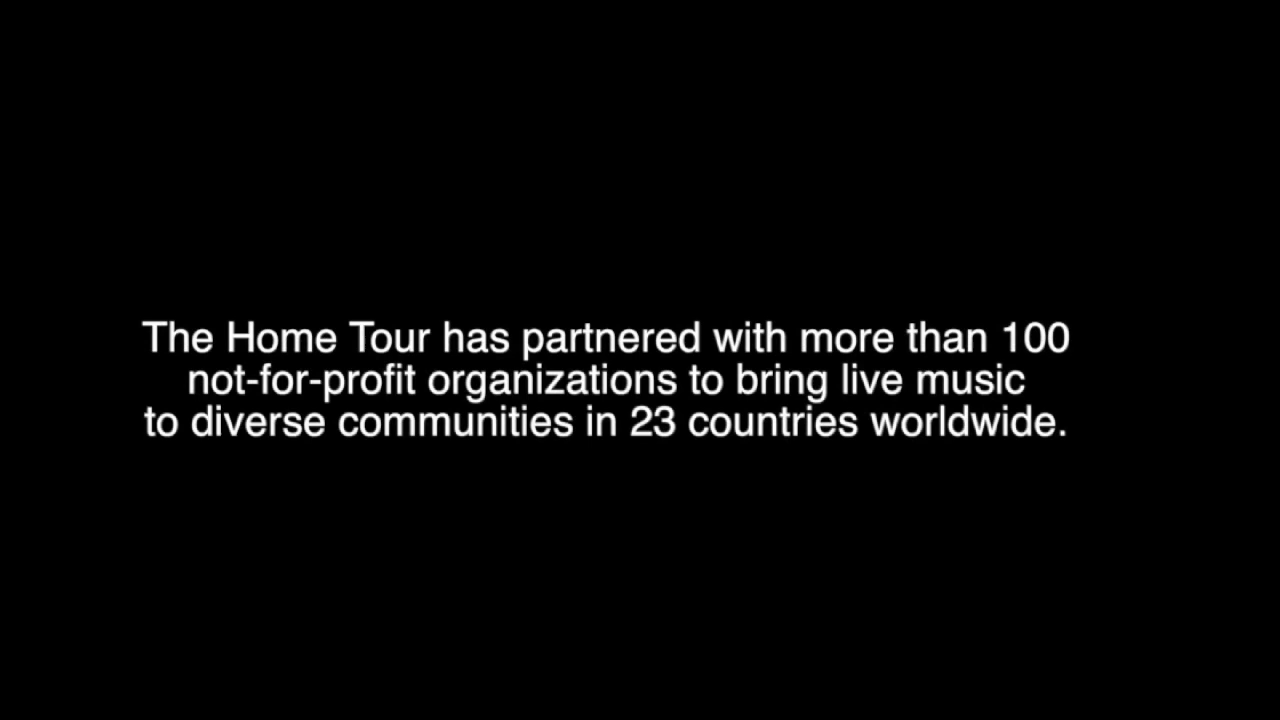 The Home Tour has partnered with more than 100
not-for-profit organizations to bring live music
to diverse communities in 23 countries worldwide.